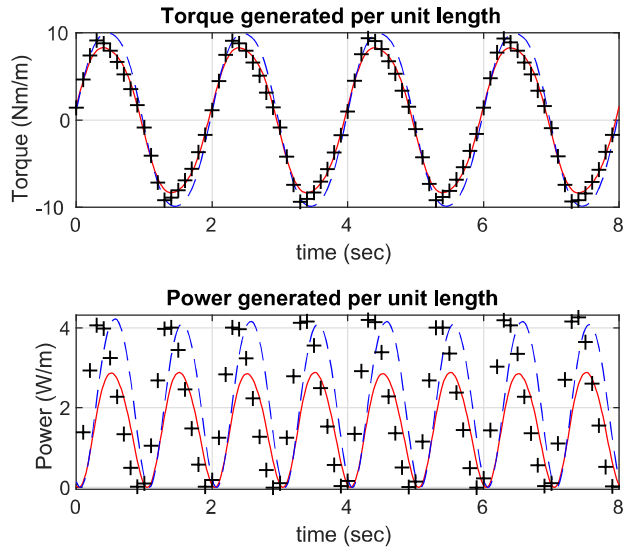 Torque generated per unit length
10
0
-10
Torque (Nm/m)
0 2 4 6 8
time (sec)
Power generated per unit length
4
2
0
Power (W/m)
0 2 4 6 8
time (sec)